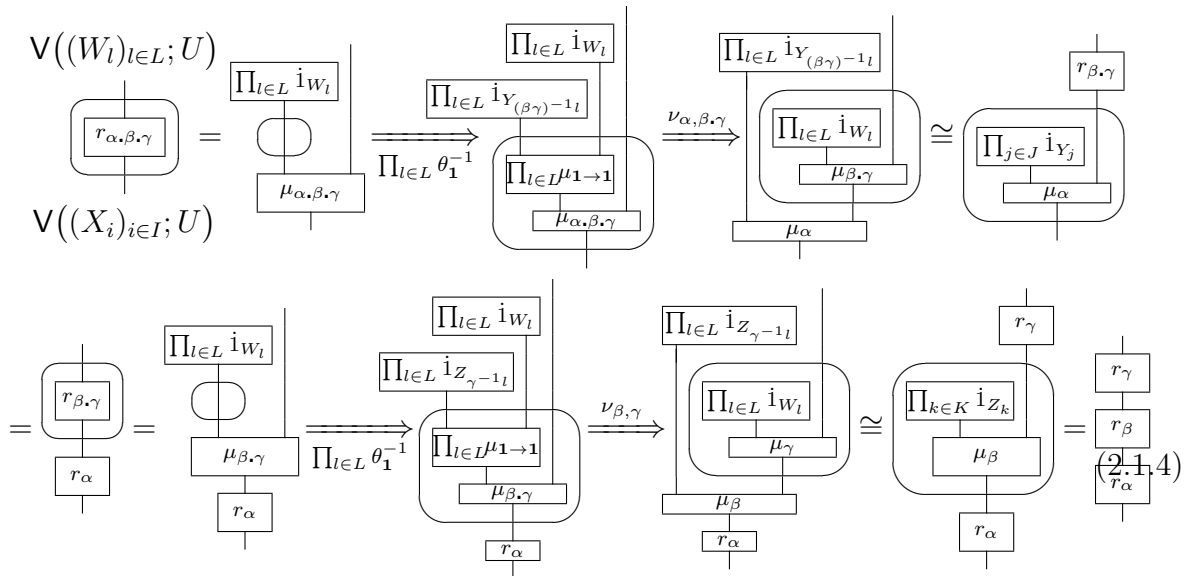 V((W_l)_{l∈L}; U)
r_{α.β.γ}
V((X_i)_{i∈I}; U)
=
∏_{l∈L} i_{W_l}
μ_{α.β.γ}
∏_{l∈L} θ_1^{-1}
∏_{l∈L} i_{W_l}
∏_{l∈L} i_{Y_{(βγ)^{-1}l}}
∏_{l∈L} μ_{1→1}
μ_{α.β.γ}
ν_{α,β.γ}
∏_{l∈L} i_{Y_{(βγ)^{-1}l}}
∏_{l∈L} i_{W_l}
μ_{β.γ}
μ_α
≅
r_{β.γ}
∏_{j∈J} i_{Y_j}
μ_α
=
r_{β.γ}
r_α
=
∏_{l∈L} i_{W_l}
μ_{β.γ}
r_α
∏_{l∈L} θ_1^{-1}
∏_{l∈L} i_{W_l}
∏_{l∈L} i_{Z_{γ^{-1}l}}
∏_{l∈L} μ_{1→1}
μ_{β.γ}
r_α
ν_{β,γ}
∏_{l∈L} i_{Z_{γ^{-1}l}}
∏_{l∈L} i_{W_l}
μ_γ
μ_β
r_α
≅
r_γ
∏_{k∈K} i_{Z_k}
μ_β
r_α
=
r_γ
r_β
r_α
(2.1.4)